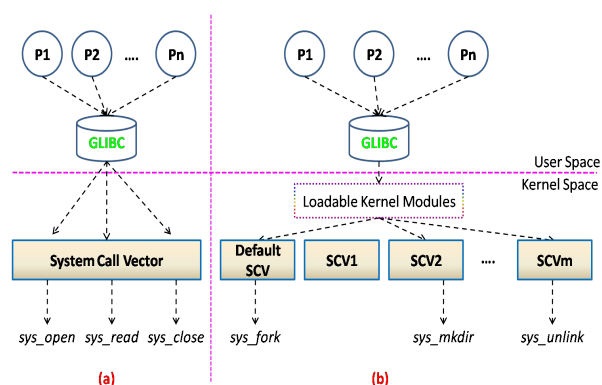 P1 P2 .... Pn
GLIBC
System Call Vector
sys_open sys_read sys_close
(a)
P1 P2 .... Pn
GLIBC
User Space
Kernel Space
Loadable Kernel Modules
Default
SCV
SCV1 SCV2 .... SCVm
sys_fork sys_mkdir sys_unlink
(b)